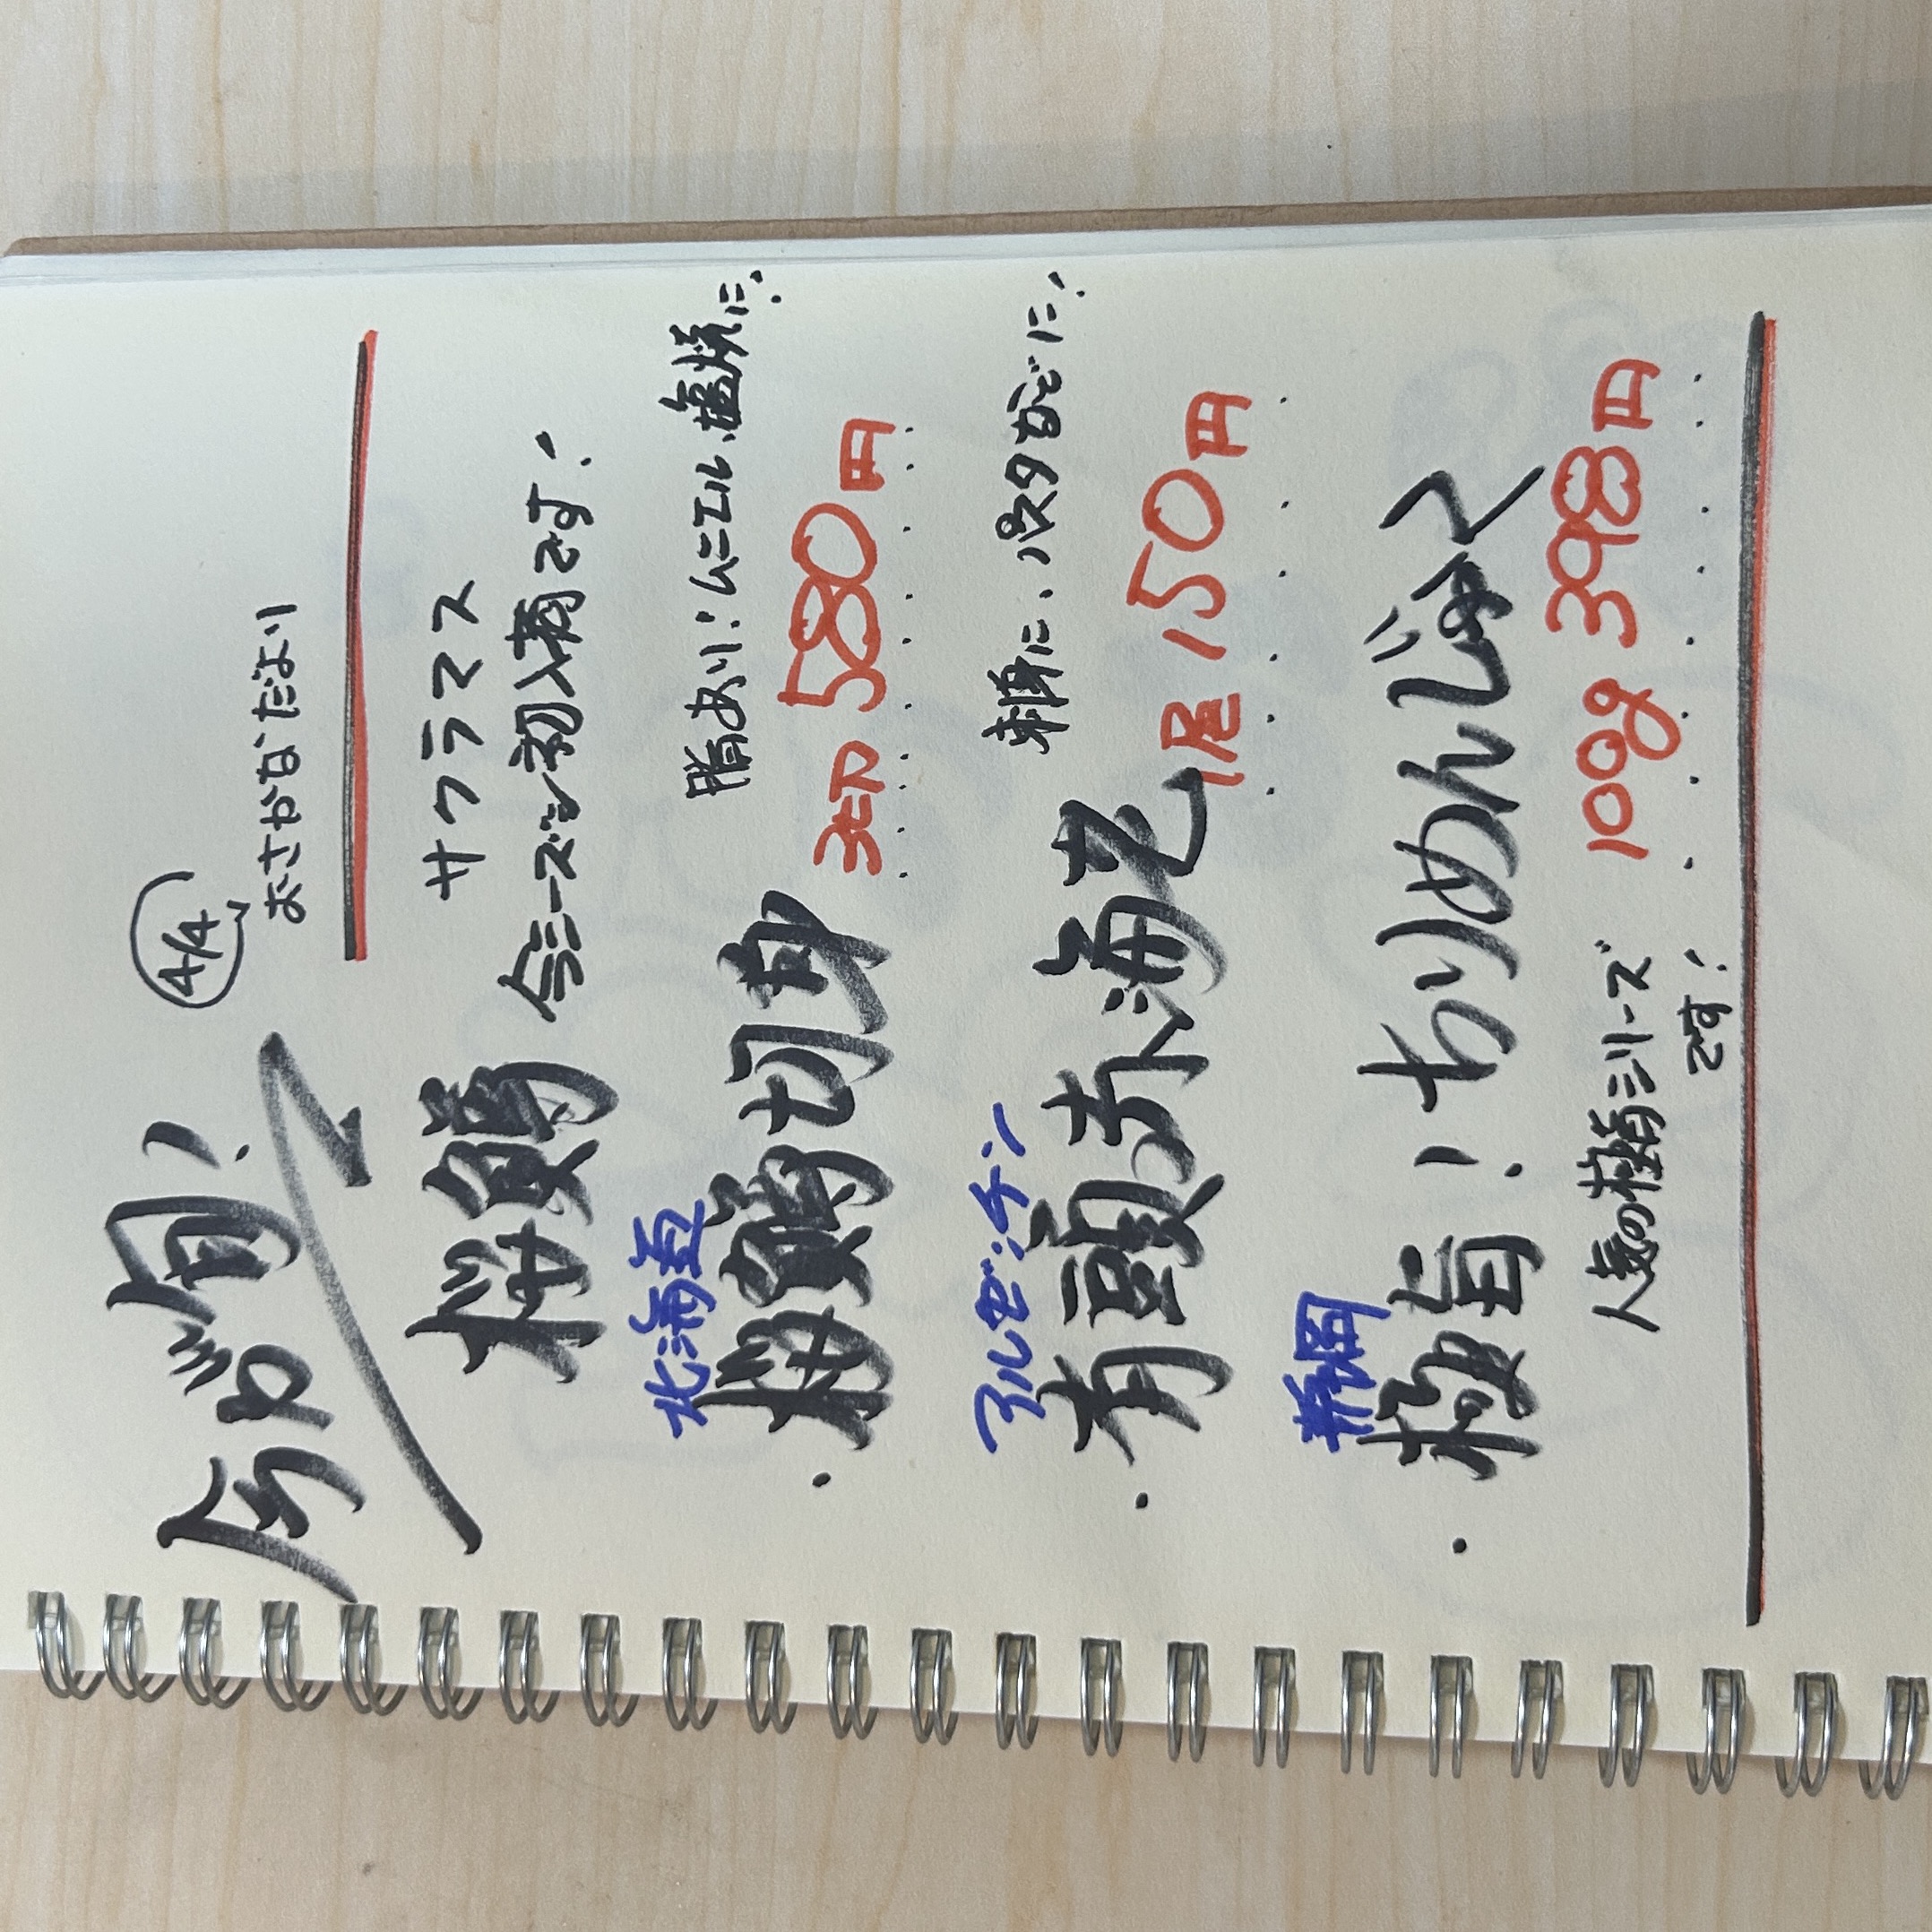 今が旬!
4/4
おさかなだより
桜鱒
サクラマス
今シーズン初入荷です!
北海道
・桜鱒切身
脂あり!ムニエル、塩焼に!
3切 580円
アルゼンチン
・有頭赤海老
刺身に、パスタなどに!
1尾 150円
静岡
・極旨!ちりめんじゃく
人気の極旨シリーズ
です!
100g 398円